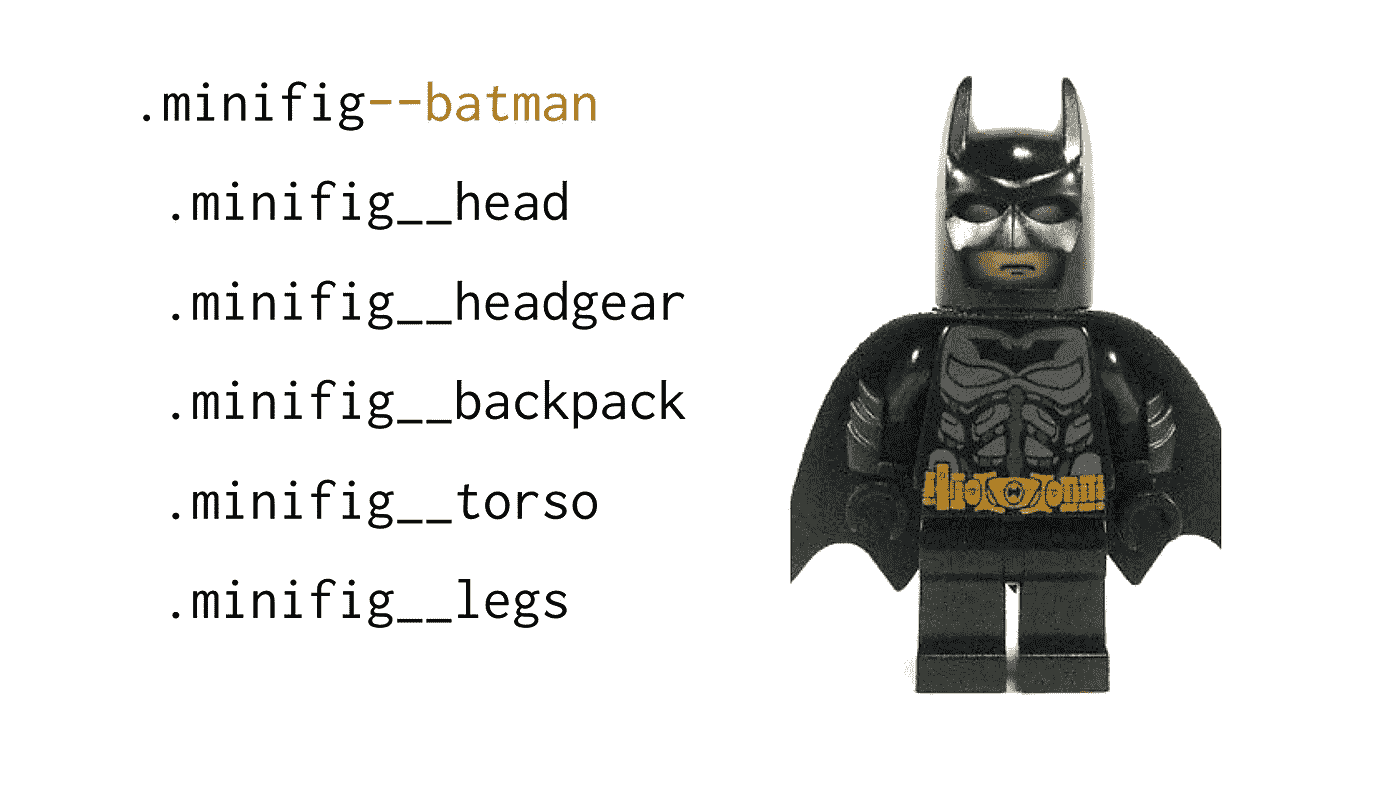 .minifig--batman
.minifig__head
.minifig__headgear
.minifig__backpack
.minifig__torso
.minifig__legs